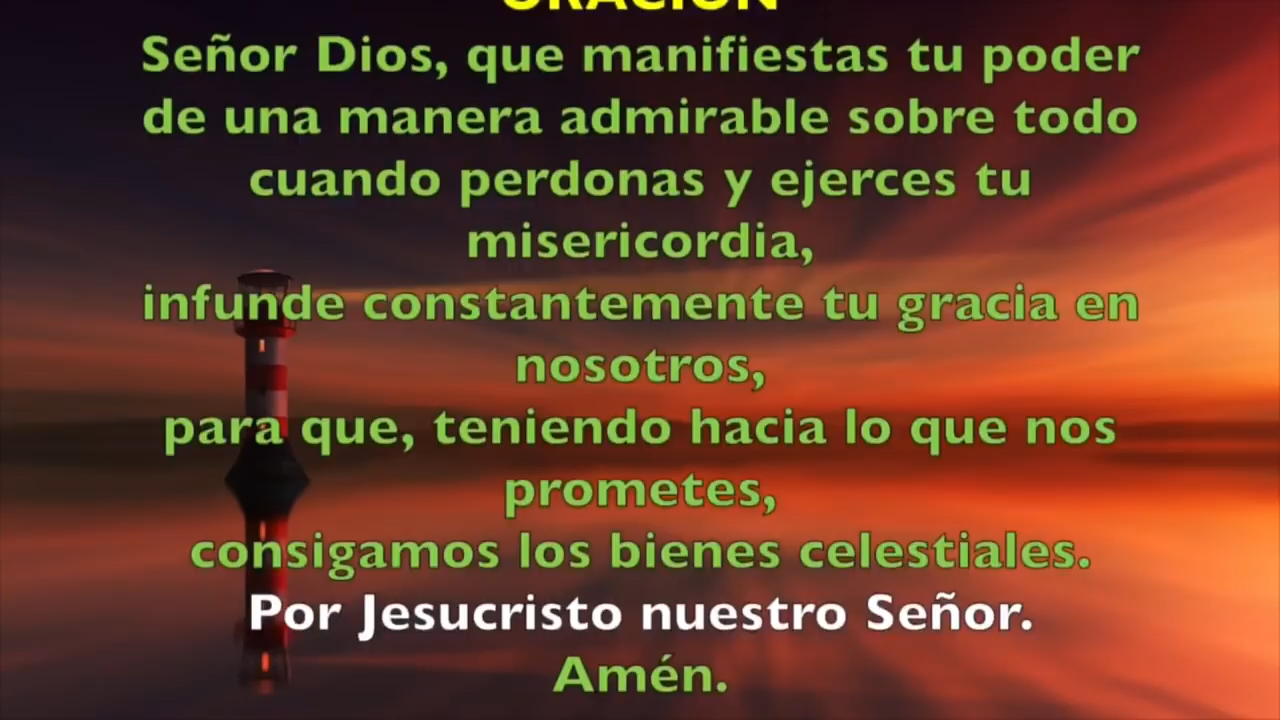 ORACIÓN
Señor Dios, que manifiestas tu poder
de una manera admirable sobre todo
cuando perdonas y ejerces tu
misericordia,
infunde constantemente tu gracia en
nosotros,
para que, teniendo hacia lo que nos
prometes,
consigamos los bienes celestiales.
Por Jesucristo nuestro Señor.
Amén.